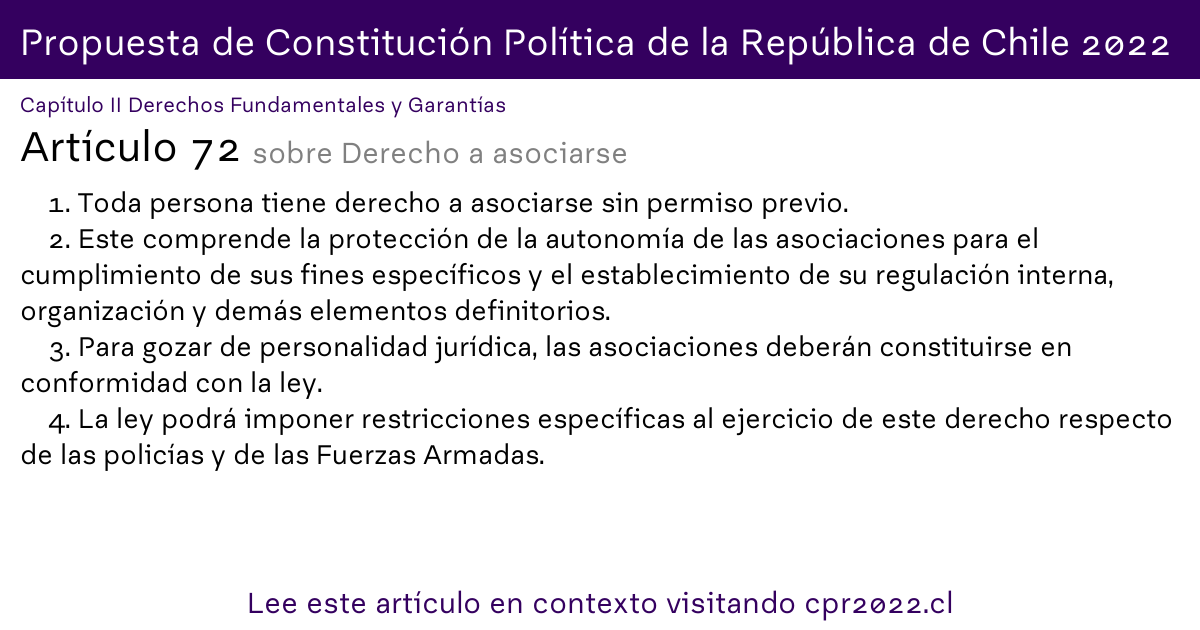 Propuesta de Constitución Política de la República de Chile 2022
Capítulo II Derechos Fundamentales y Garantías
Artículo 72 sobre Derecho a asociarse
1. Toda persona tiene derecho a asociarse sin permiso previo.
2. Este comprende la protección de la autonomía de las asociaciones para el
cumplimiento de sus fines específicos y el establecimiento de su regulación interna,
organización y demás elementos definitorios.
3. Para gozar de personalidad jurídica, las asociaciones deberán constituirse en
conformidad con la ley.
4. La ley podrá imponer restricciones específicas al ejercicio de este derecho respecto
de las policías y de las Fuerzas Armadas.
Lee este artículo en contexto visitando cpr2022.cl